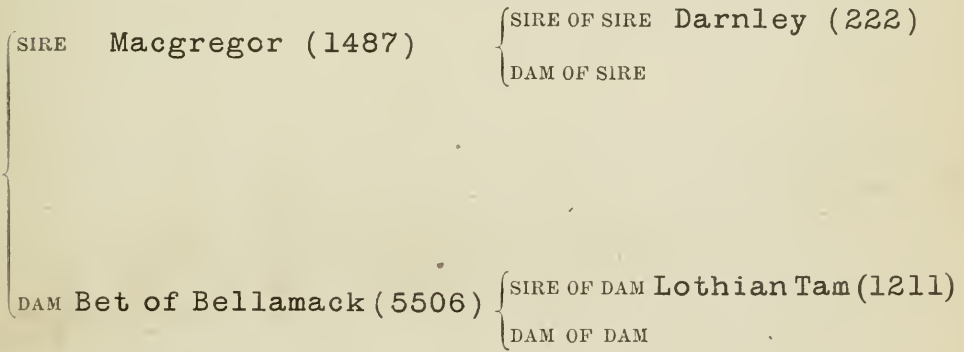 SIRE OF SIRE Darnley (222)
SIRE Macgregor (1487)
DAM OF SIRE
SIRE OF DAM Lothian Tam (1211)
DAM Bet of Bellamack (5506)
DAM OF DAM